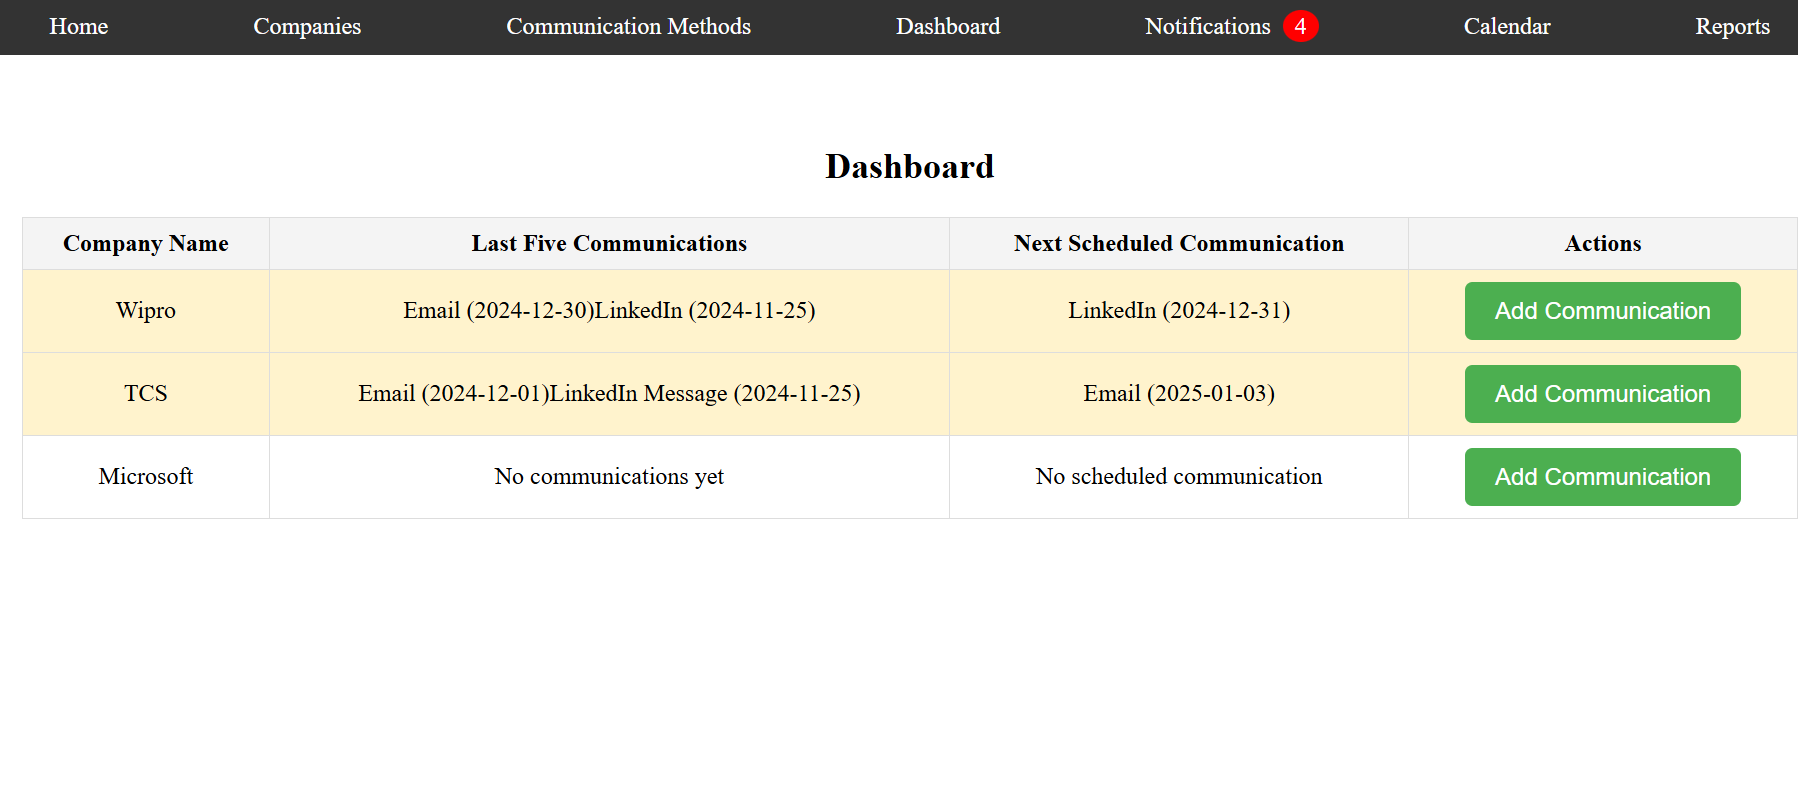 Home Companies Communication Methods Dashboard Notifications 4 Calendar Reports
Dashboard
Company Name Last Five Communications Next Scheduled Communication Actions
Wipro Email (2024-12-30)LinkedIn (2024-11-25) LinkedIn (2024-12-31) Add Communication
TCS Email (2024-12-01)LinkedIn Message (2024-11-25) Email (2025-01-03) Add Communication
Microsoft No communications yet No scheduled communication Add Communication